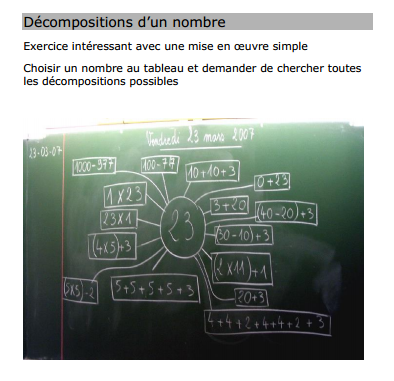 Décompositions d'un nombre
Exercice intéressant avec une mise en œuvre simple
Choisir un nombre au tableau et demander de chercher toutes
les décompositions possibles
Vendredi 23 mars 2007
23-03-07
1000-977
100-77
10+10+3
0+23
1x23
3+20
(40-20)+3
23x1
23
(4x5)+3
(30-10)+3
(2x11)+1
(5x5)-2
5+5+5+5+3
20+3
4+4+2+4+4+2+3